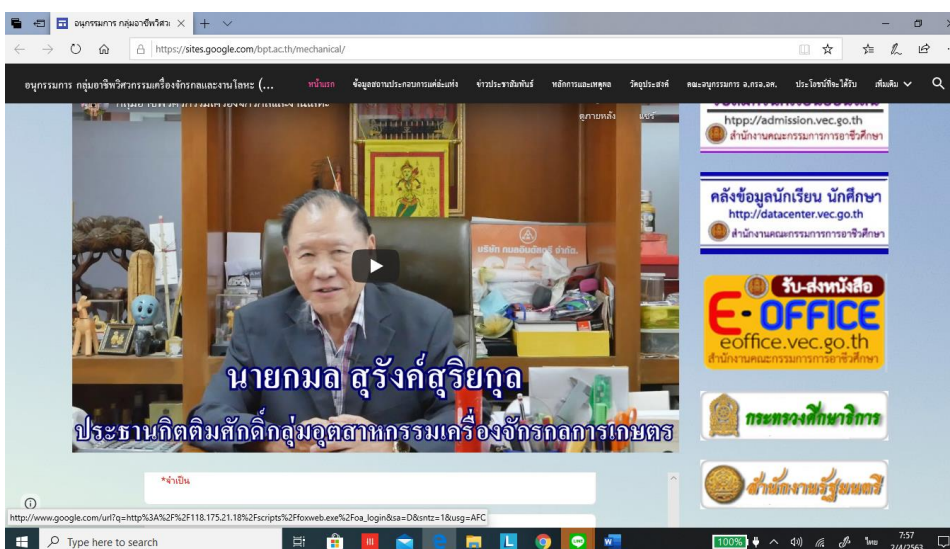 อนุกรรมการ กลุ่มอาชีพวิศวก
https://sites.google.com/bpt.ac.th/mechanical/
อนุกรรมการ กลุ่มอาชีพวิศวกรรมเครื่องจักรกลและงานโลหะ (...
หน้าแรก
ข้อมูลสถานประกอบการแต่ละแห่ง
ข่าวประชาสัมพันธ์
หลักการและเหตุผล
วัตถุประสงค์
คณะอนุกรรมการ อ.กรอ.อศ.
ประโยชน์ที่จะได้รับ
เพิ่มเติม
ดูภายหลัง
แชร์
htpp://admission.vec.go.th
สำนักงานคณะกรรมการการอาชีวศึกษา
คลังข้อมูลนักเรียน นักศึกษา
http://datacenter.vec.go.th
สำนักงานคณะกรรมการการอาชีวศึกษา
รับ-ส่งหนังสือ
E-OFFICE
eoffice.vec.go.th
สำนักงานคณะกรรมการการอาชีวศึกษา
กระทรวงศึกษาธิการ
สำนักงานรัฐมนตรี
บริษัท กมลอินดัสตรี จำกัด.
นายกมล สุรังค์สุริยกุล
ประธานกิตติมศักดิ์กลุ่มอุตสาหกรรมเครื่องจักรกลการเกษตร
*จำเป็น
http://www.google.com/url?q=http%3A%2F%2F118.175.21.18%2Fscripts%2Ffoxweb.exe%2Foa_login&sa=D&sntz=1&usg=AFC
Type here to search
100%
ไทย
7:57
2/4/2563